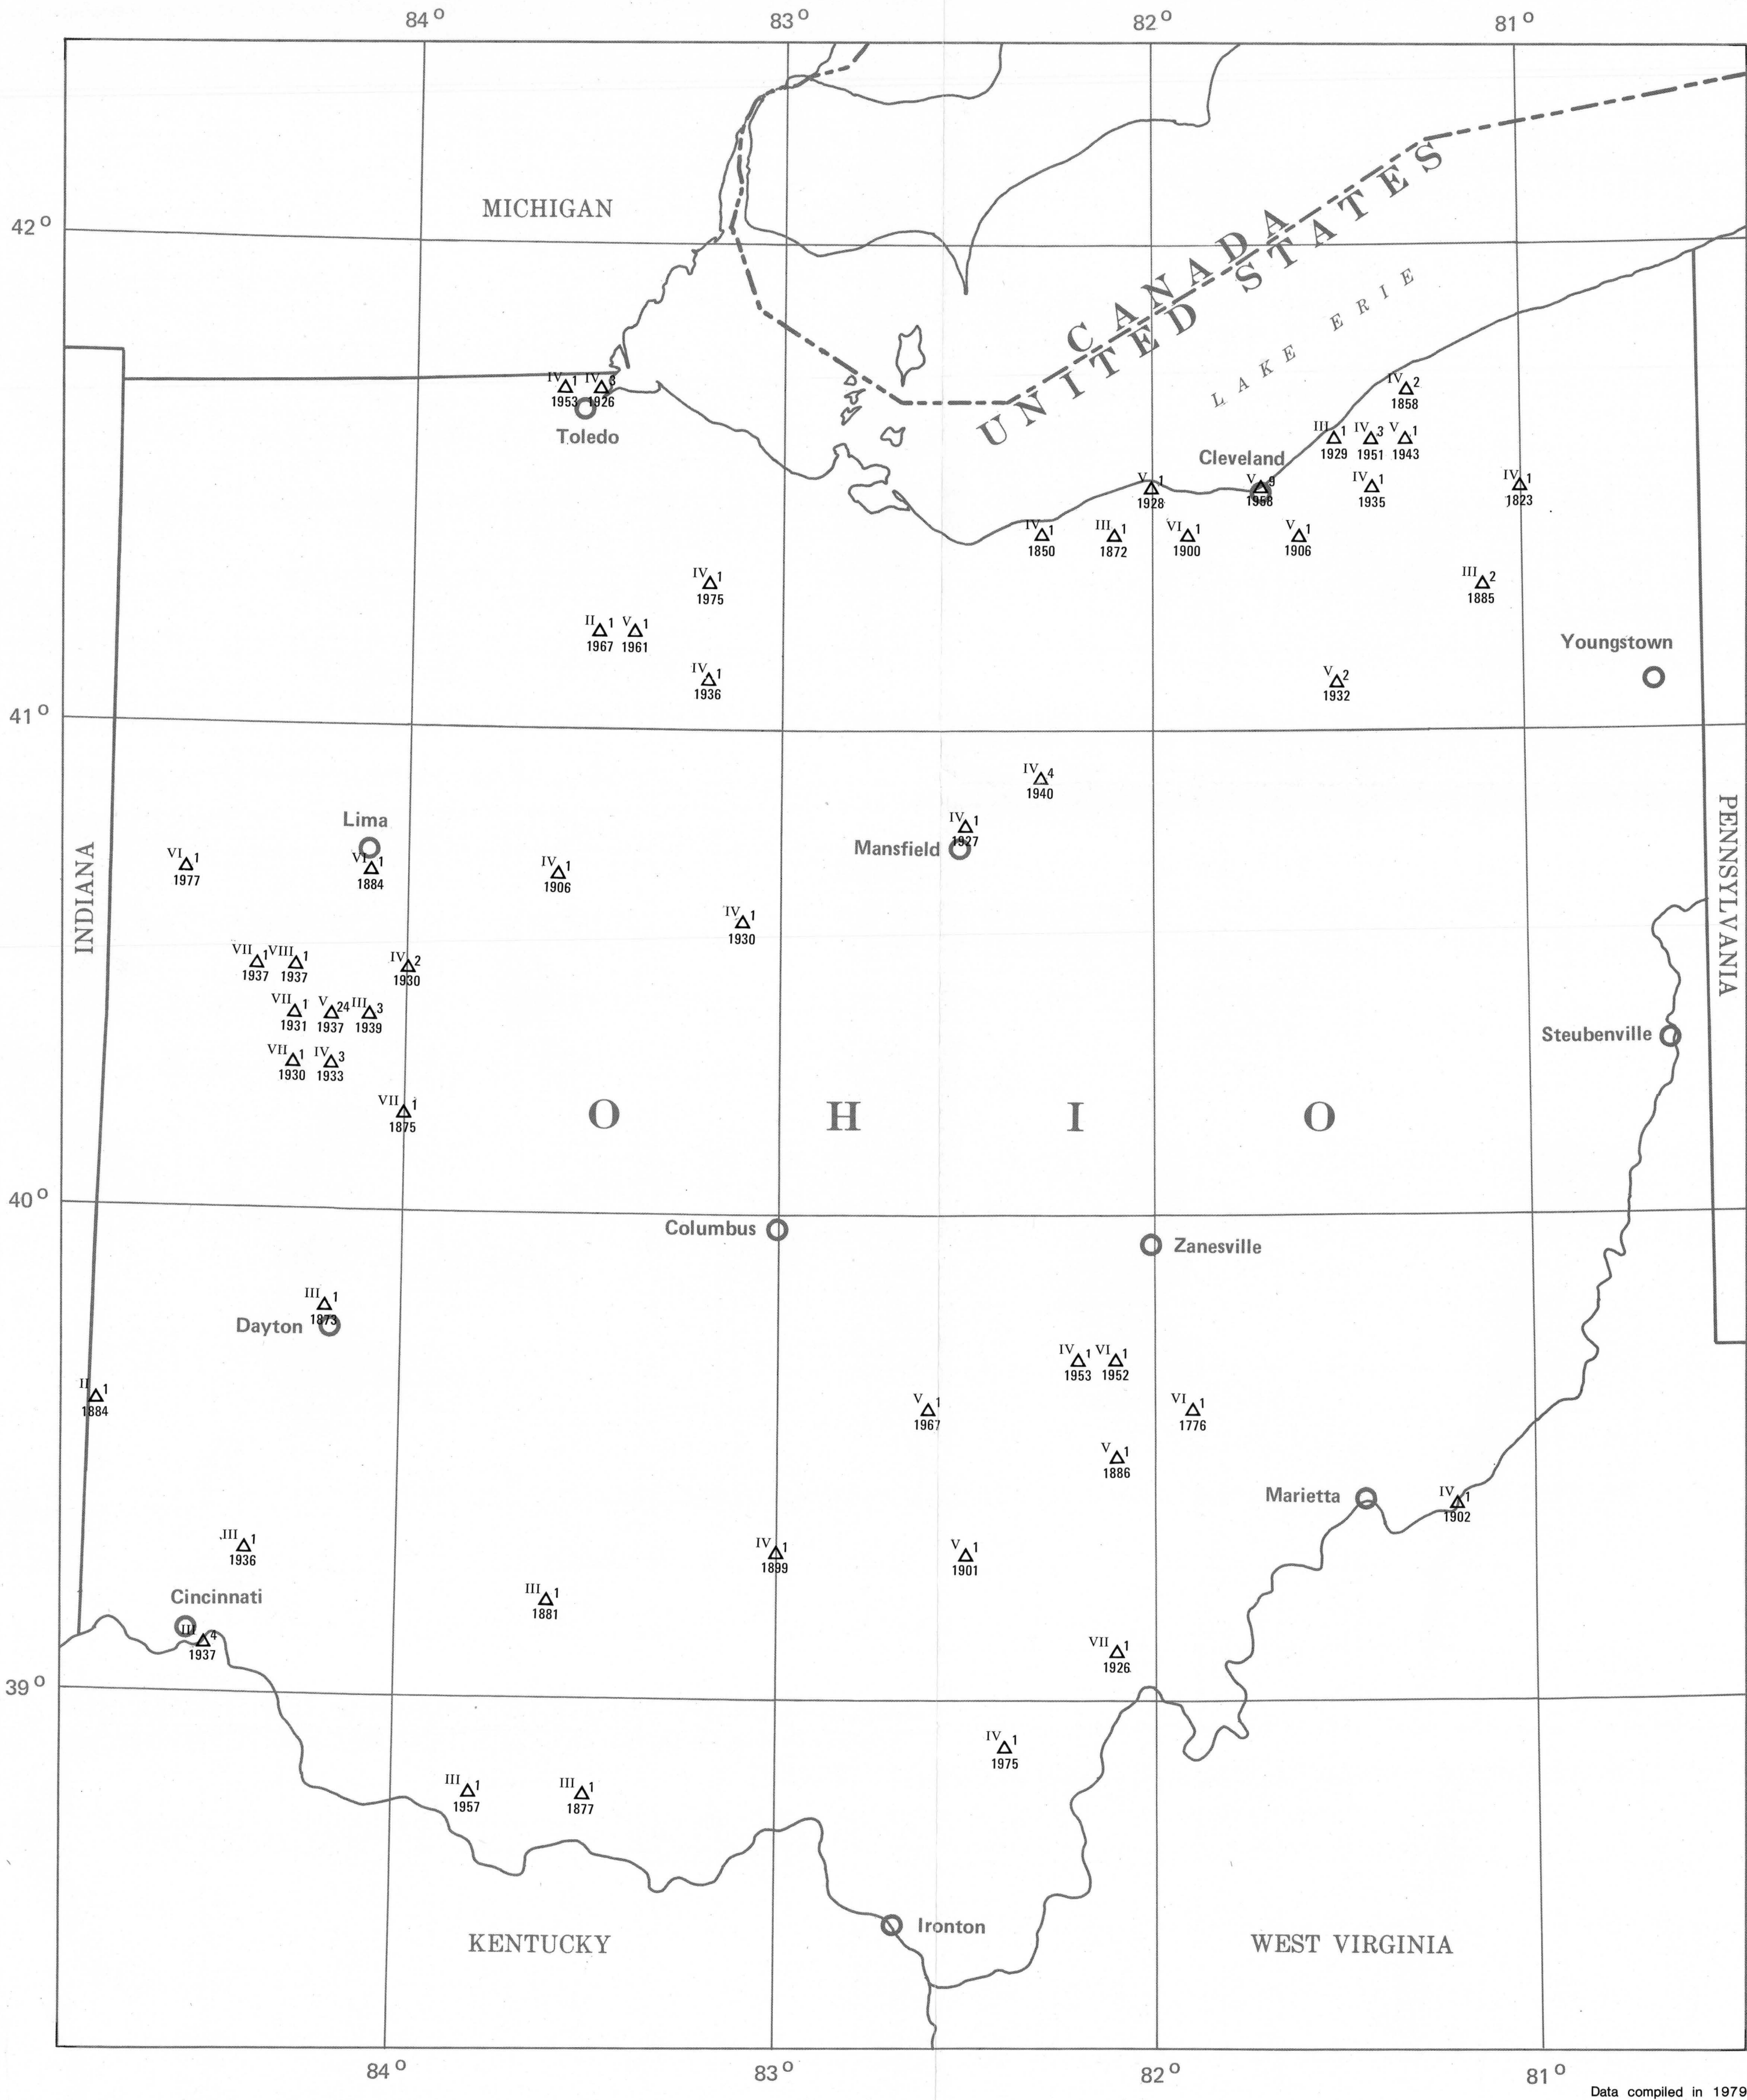 84° 83° 82° 81°
MICHIGAN
42°
CANADA
UNITED STATES
LAKE ERIE
IV 1 IV 3
1953 1926
Toledo
IV 2
1858
III 1 IV 3 V 1
1929 1951 1943
Cleveland
V 1 V 9 IV 1 IV 1
1928 1958 1935 1823
IV 1 III 1 VI 1 V 1
1850 1872 1900 1906
IV 1 III 2
1975 1885
II 1 V 1
1967 1961
Youngstown
IV 1 V 2
1936 1932
41°
IV 4
1940
IV 1
1927
Lima
Mansfield
VI 1 VI 1 IV 1
1977 1884 1906
INDIANA
PENNSYLVANIA
IV 1
1930
VII 1 VIII 1 IV 2
1937 1937 1930
VII 1 V 24 III 3
1931 1937 1939
Steubenville
VII 1 IV 3
1930 1933
VII 1
1875
O H I O
40°
Columbus
Zanesville
III 1
1873
Dayton
IV 1 VI 1
1953 1952
II 1
1884
V 1 VI 1
1967 1776
V 1
1886
Marietta
IV 1
1902
III 1 IV 1 V 1
1936 1899 1901
Cincinnati
III 1
1881
III 4
1937
VII 1
1926
39°
IV 1
1975
III 1 III 1
1957 1877
Ironton
KENTUCKY
WEST VIRGINIA
84° 83° 82° 81°
Data compiled in 1979